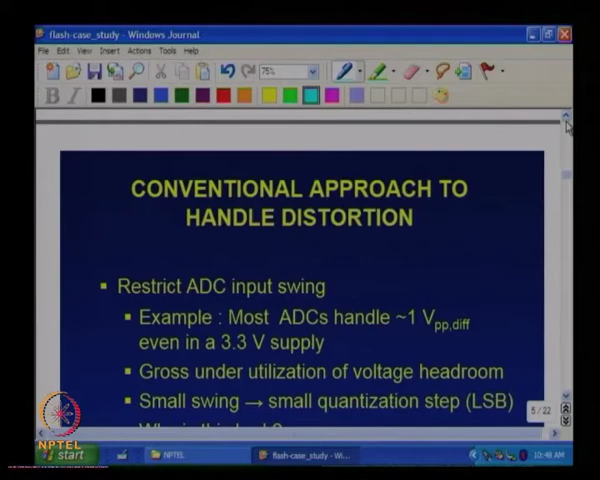 flash-case_study - Windows Journal
File Edit View Insert Actions Tools Help
75%
B I
CONVENTIONAL APPROACH TO
HANDLE DISTORTION
Restrict ADC input swing
Example : Most ADCs handle ~1 Vpp,diff
even in a 3.3 V supply
Gross under utilization of voltage headroom
Small swing → small quantization step (LSB)
5 / 22
NPTEL
start
NPTEL
flash-case_study - Wi...
10:48 AM